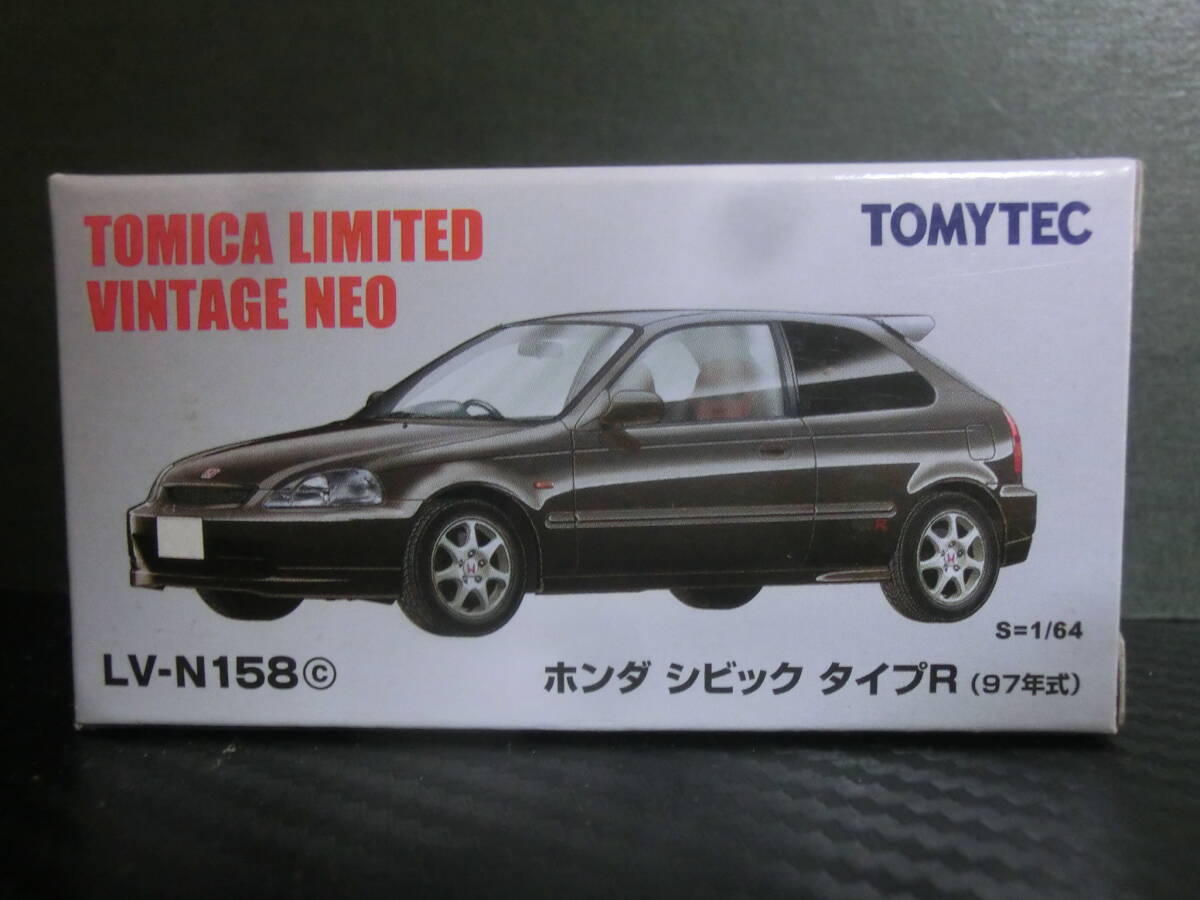 TOMICA LIMITED
VINTAGE NEO
TOMYTEC
R
S=1/64
LV-N158ⓒ
ホンダ シビック タイプR (97年式)